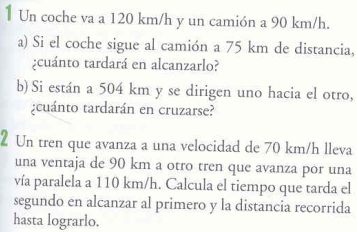 1 Un coche va a 120 km/h y un camión a 90 km/h.
a) Si el coche sigue al camión a 75 km de distancia,
¿cuánto tardará en alcanzarlo?
b) Si están a 504 km y se dirigen uno hacia el otro,
¿cuánto tardarán en cruzarse?
2 Un tren que avanza a una velocidad de 70 km/h lleva
una ventaja de 90 km a otro tren que avanza por una
vía paralela a 110 km/h. Calcula el tiempo que tarda el
segundo en alcanzar al primero y la distancia recorrida
hasta lograrlo.